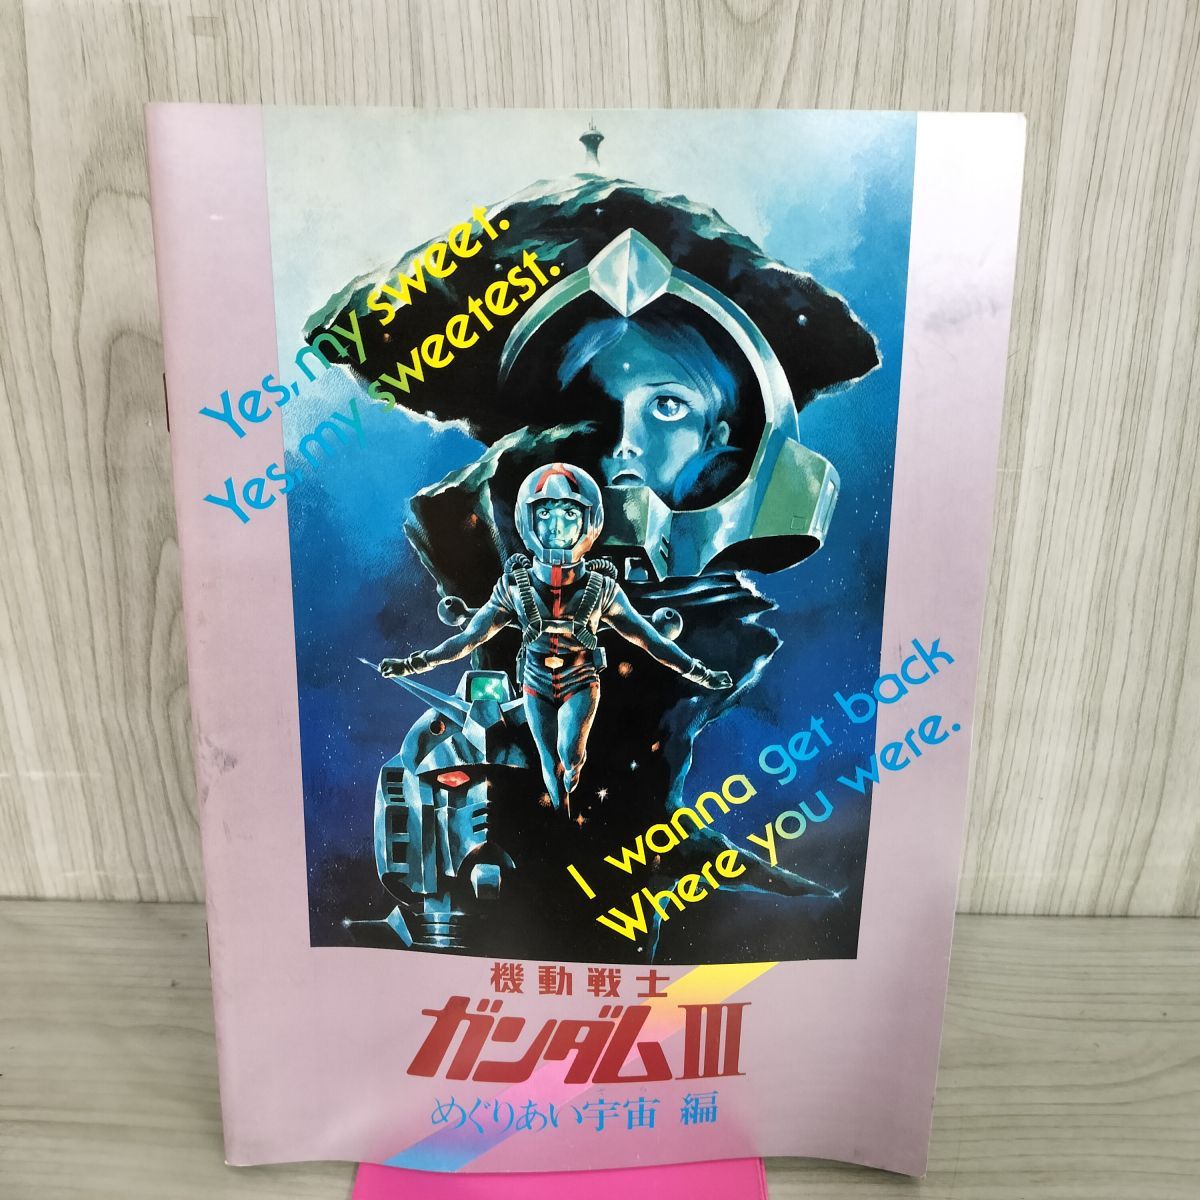 Yes, my sweet.
Yes, my sweetest.
I wanna get back
Where you were.
機動戦士
ガンダムIII
めぐりあい宇宙 編